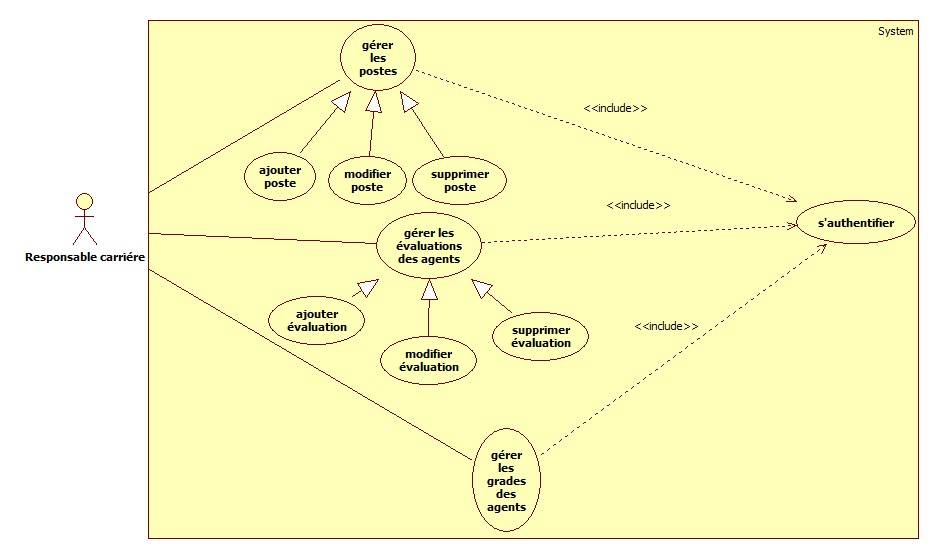 System
gérer
les
postes
<<include>>
ajouter
poste
modifier
poste
supprimer
poste
<<include>>
s'authentifier
Responsable carriére
gérer les
évaluations
des agents
ajouter
évaluation
supprimer
évaluation
<<include>>
modifier
évaluation
gérer
les
grades
des
agents